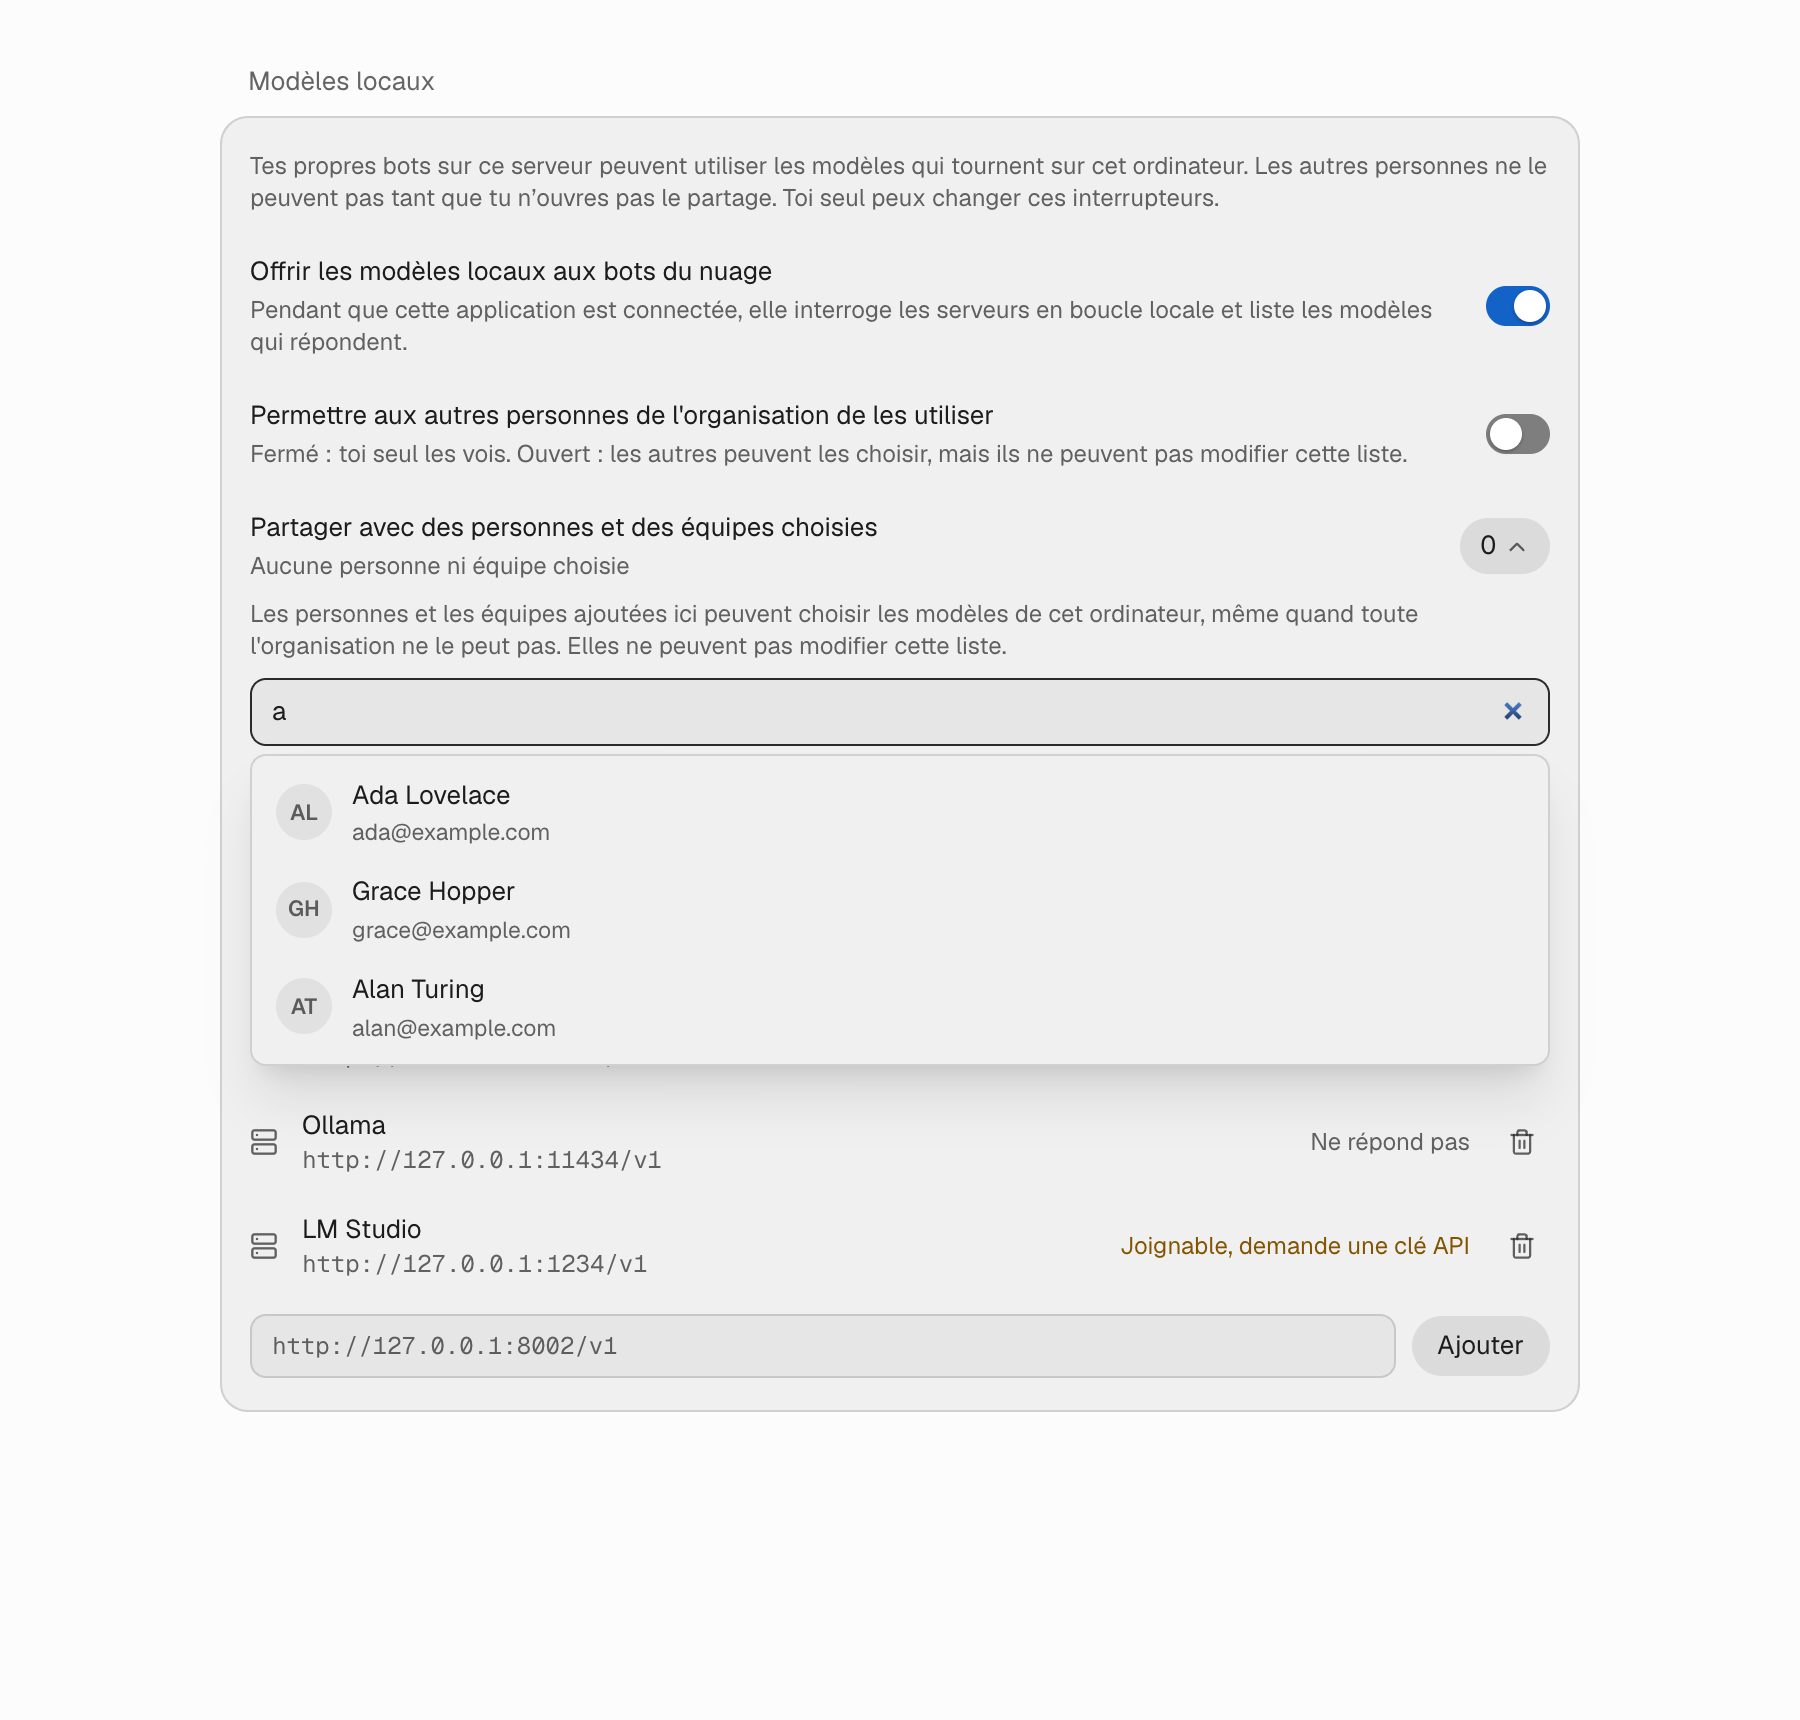 Modèles locaux
Tes propres bots sur ce serveur peuvent utiliser les modèles qui tournent sur cet ordinateur. Les autres personnes ne le
peuvent pas tant que tu n’ouvres pas le partage. Toi seul peux changer ces interrupteurs.
Offrir les modèles locaux aux bots du nuage
Pendant que cette application est connectée, elle interroge les serveurs en boucle locale et liste les modèles
qui répondent.
Permettre aux autres personnes de l'organisation de les utiliser
Fermé : toi seul les vois. Ouvert : les autres peuvent les choisir, mais ils ne peuvent pas modifier cette liste.
Partager avec des personnes et des équipes choisies
0
Aucune personne ni équipe choisie
Les personnes et les équipes ajoutées ici peuvent choisir les modèles de cet ordinateur, même quand toute
l'organisation ne le peut pas. Elles ne peuvent pas modifier cette liste.
a
AL
Ada Lovelace
ada@example.com
GH
Grace Hopper
grace@example.com
AT
Alan Turing
alan@example.com
Ollama
http://127.0.0.1:11434/v1
Ne répond pas
LM Studio
http://127.0.0.1:1234/v1
Joignable, demande une clé API
http://127.0.0.1:8002/v1
Ajouter